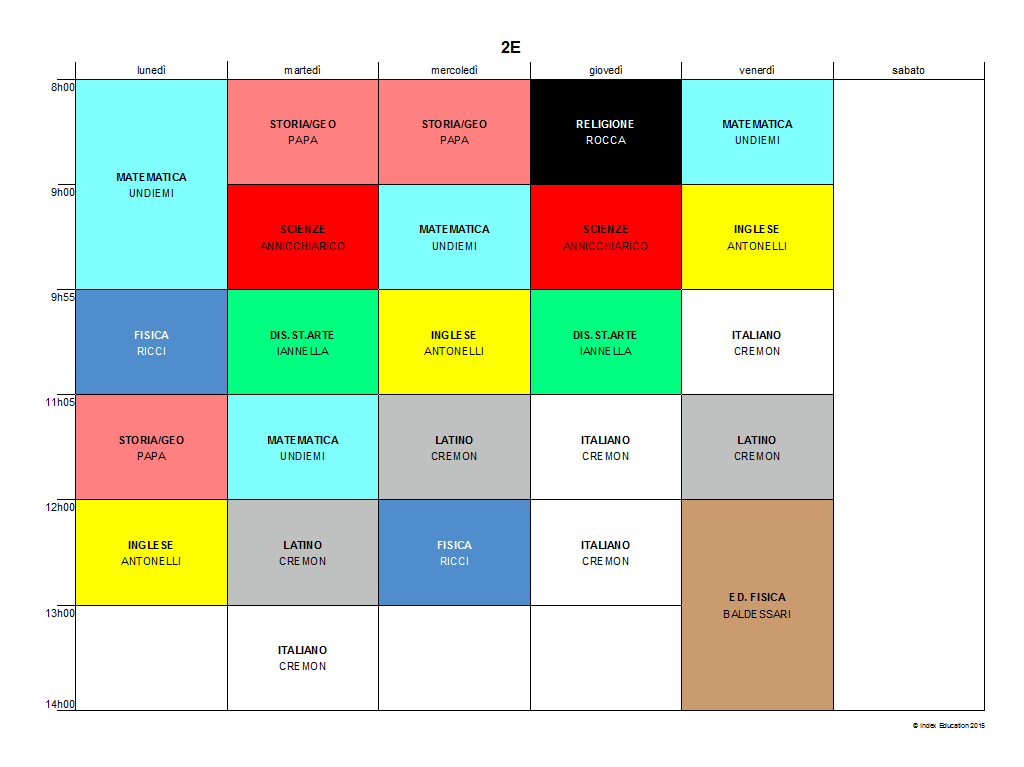 2E
lunedì martedì mercoledì giovedì venerdì sabato
8h00
MATEMATICA
UNDIEMI
STORIA/GEO
PAPA
STORIA/GEO
PAPA
RELIGIONE
ROCCA
MATEMATICA
UNDIEMI
9h00
SCIENZE
ANNICCHIARICO
MATEMATICA
UNDIEMI
SCIENZE
ANNICCHIARICO
INGLESE
ANTONELLI
9h55
FISICA
RICCI
DIS. ST.ARTE
IANNELLA
INGLESE
ANTONELLI
DIS. ST.ARTE
IANNELLA
ITALIANO
CREMON
11h05
STORIA/GEO
PAPA
MATEMATICA
UNDIEMI
LATINO
CREMON
ITALIANO
CREMON
LATINO
CREMON
12h00
INGLESE
ANTONELLI
LATINO
CREMON
FISICA
RICCI
ITALIANO
CREMON
ED. FISICA
BALDESSARI
13h00
ITALIANO
CREMON
14h00
© Index Education 2015